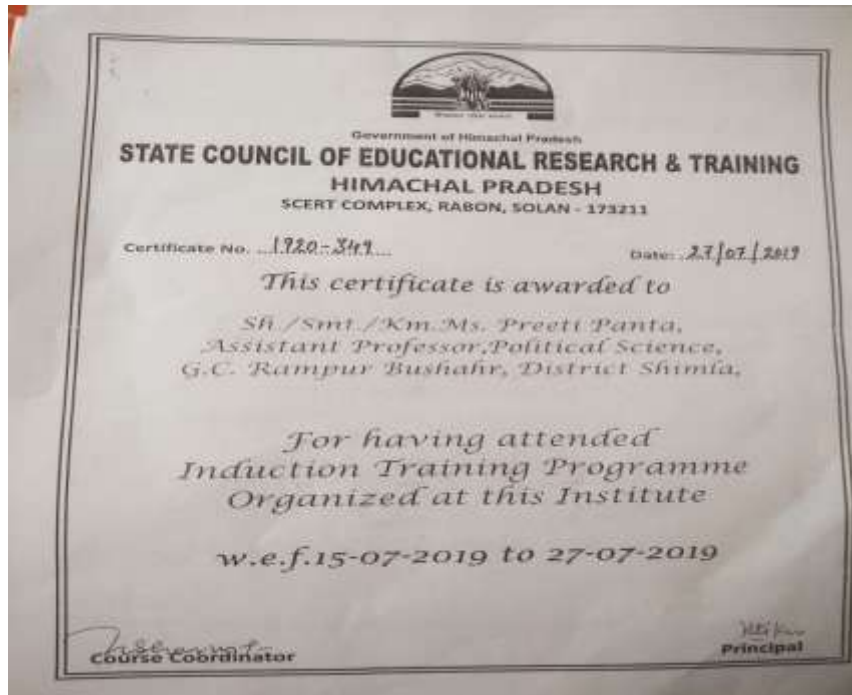 Government of Himachal Pradesh
STATE COUNCIL OF EDUCATIONAL RESEARCH & TRAINING
HIMACHAL PRADESH
SCERT COMPLEX, RABON, SOLAN - 173211
Certificate No. ...1920-349... Date: .27/07/2019
This certificate is awarded to
Sh./Smt./Km.Ms. Preeti Panta,
Assistant Professor,Political Science,
G.C. Rampur Bushahr, District Shimla,
For having attended
Induction Training Programme
Organized at this Institute
w.e.f.15-07-2019 to 27-07-2019
Course Coordinator
Principal